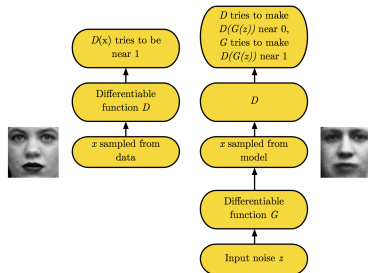 D(x) tries to be
near 1
Differentiable
function D
x sampled from
data
D tries to make
D(G(z)) near 0,
G tries to make
D(G(z)) near 1
D
x sampled from
model
Differentiable
function G
Input noise z